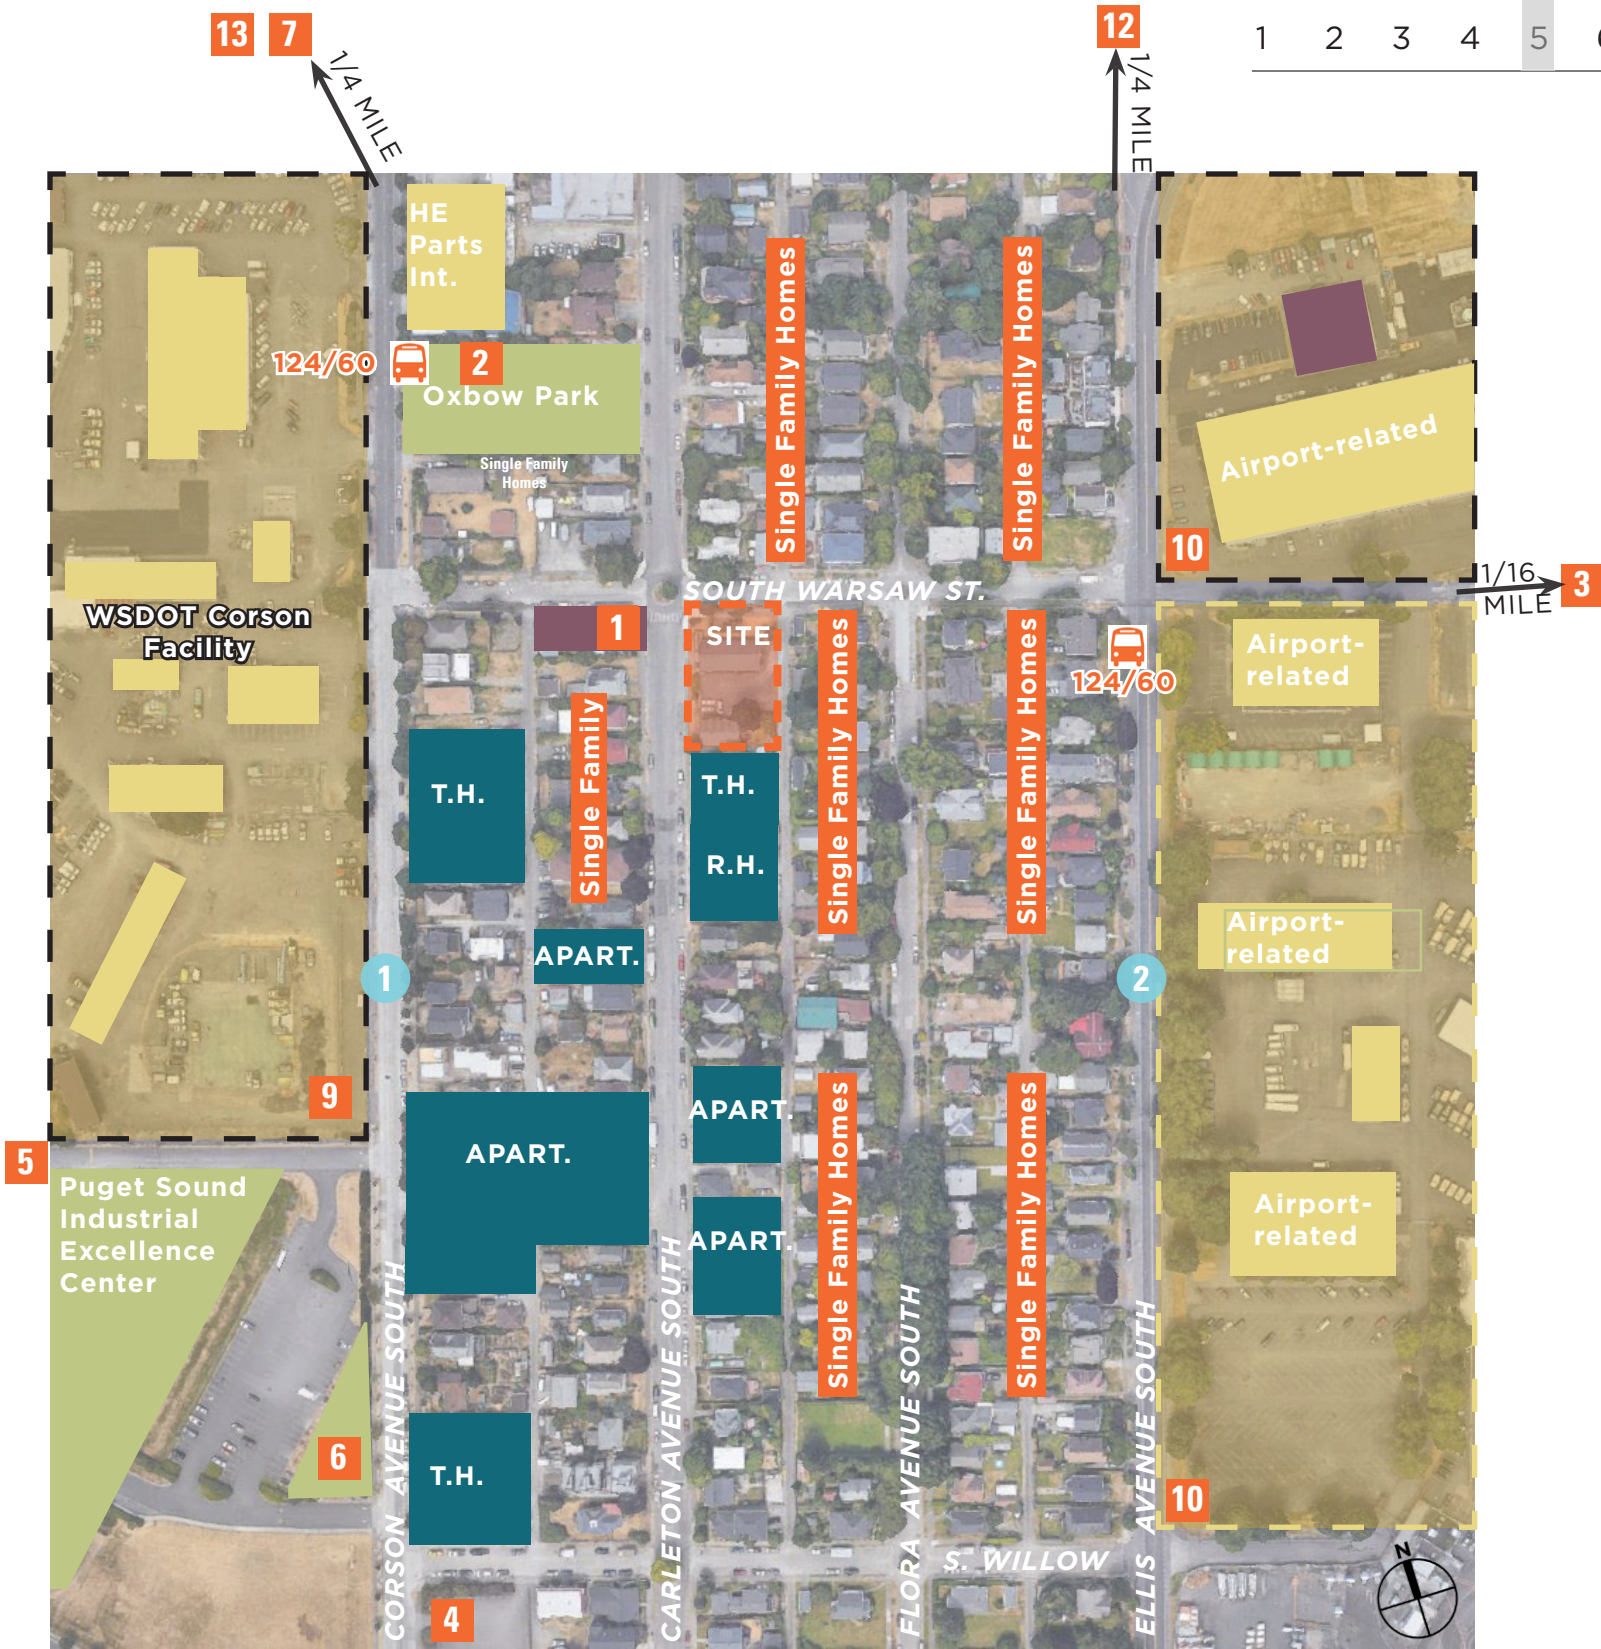 13 7
12
1 2 3 4 5
1/4 MILE
1/4 MILE
HE
Parts
Int.
124/60
2
Oxbow Park
Single Family
Homes
Single Family Homes
Single Family Homes
Airport-related
10
1/16
MILE
3
SOUTH WARSAW ST.
WSDOT Corson
Facility
1
SITE
Single Family Homes
Single Family Homes
124/60
Airport-
related
Single Family
T.H.
T.H.
R.H.
APART.
Airport-
related
1
2
9
APART.
APART.
APART.
Single Family Homes
Single Family Homes
5
Puget Sound
Industrial
Excellence
Center
Airport-
related
6
T.H.
10
CORSON AVENUE SOUTH
CARLETON AVENUE SOUTH
FLORA AVENUE SOUTH
ELLIS AVENUE SOUTH
S. WILLOW
N
4